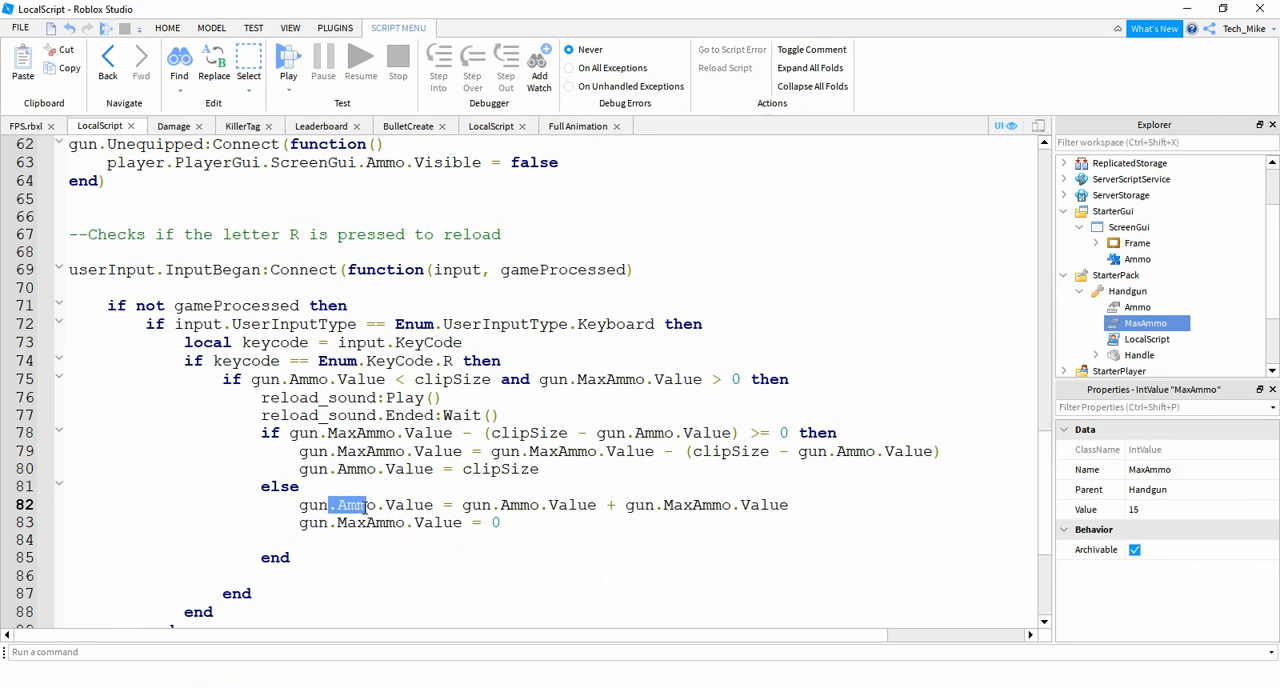 LocalScript - Roblox Studio
FILE HOME MODEL TEST VIEW PLUGINS SCRIPT MENU What's New Tech_Mike
Paste Cut Copy Back Fwd Find Replace Select Play Pause Resume Stop Step Into Step Over Step Out Add Watch
Never
On All Exceptions
On Unhandled Exceptions
Go to Script Error
Reload Script
Toggle Comment
Expand All Folds
Collapse All Folds
Clipboard Navigate Edit Test Debugger Debug Errors Actions
FPS.rbxl LocalScript Damage KillerTag Leaderboard BulletCreate LocalScript Full Animation UI
62 gun.Unequipped:Connect(function()
63 player.PlayerGui.ScreenGui.Ammo.Visible = false
64 end)
65
66
67 --Checks if the letter R is pressed to reload
68
69 userInput.InputBegan:Connect(function(input, gameProcessed)
70
71 if not gameProcessed then
72 if input.UserInputType == Enum.UserInputType.Keyboard then
73 local keycode = input.KeyCode
74 if keycode == Enum.KeyCode.R then
75 if gun.Ammo.Value < clipSize and gun.MaxAmmo.Value > 0 then
76 reload_sound:Play()
77 reload_sound.Ended:Wait()
78 if gun.MaxAmmo.Value - (clipSize - gun.Ammo.Value) >= 0 then
79 gun.MaxAmmo.Value = gun.MaxAmmo.Value - (clipSize - gun.Ammo.Value)
80 gun.Ammo.Value = clipSize
81 else
82 gun.Ammo.Value = gun.Ammo.Value + gun.MaxAmmo.Value
83 gun.MaxAmmo.Value = 0
84
85 end
86
87 end
88 end
Explorer
Filter workspace (Ctrl+Shift+X)
ReplicatedStorage
ServerScriptService
ServerStorage
StarterGui
ScreenGui
Frame
Ammo
StarterPack
Handgun
Ammo
MaxAmmo
LocalScript
Handle
StarterPlayer
Properties - IntValue "MaxAmmo"
Filter Properties (Ctrl+Shift+P)
Data
ClassName IntValue
Name MaxAmmo
Parent Handgun
Value 15
Behavior
Archivable
Run a command